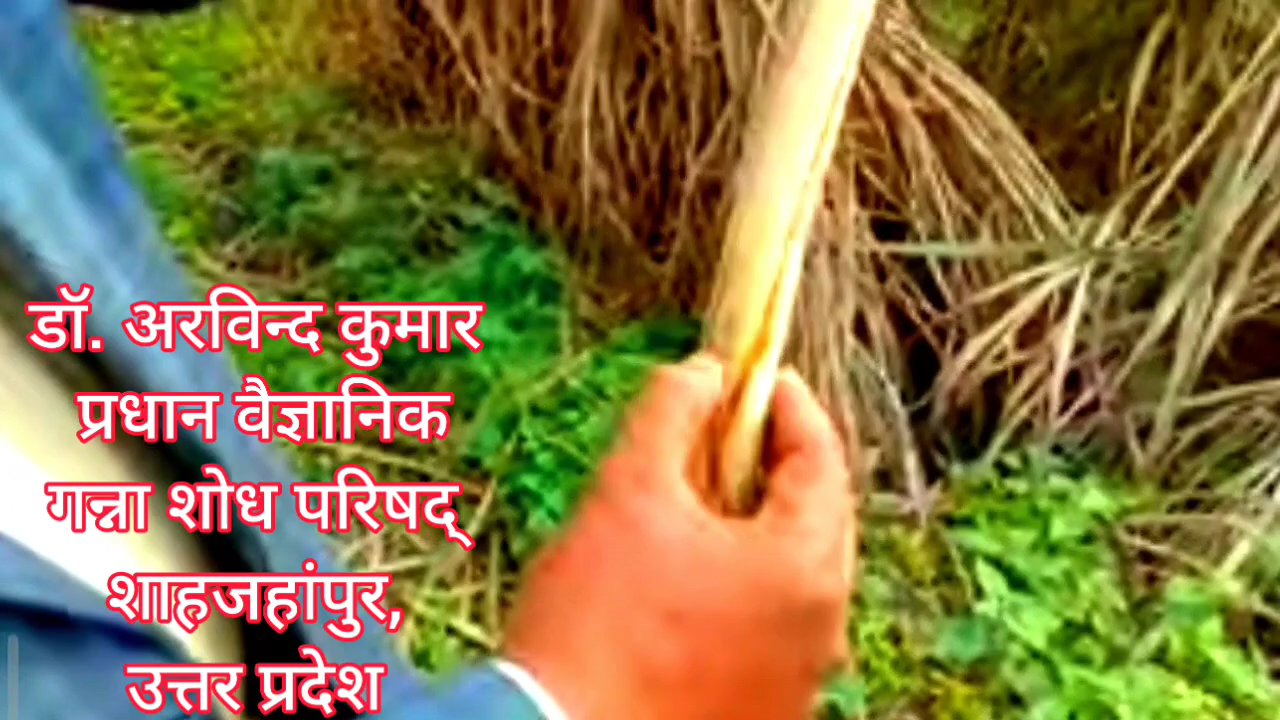 डॉ. अरविन्द कुमार
प्रधान वैज्ञानिक
गन्ना शोध परिषद्
शाहजहांपुर,
उत्तर प्रदेश